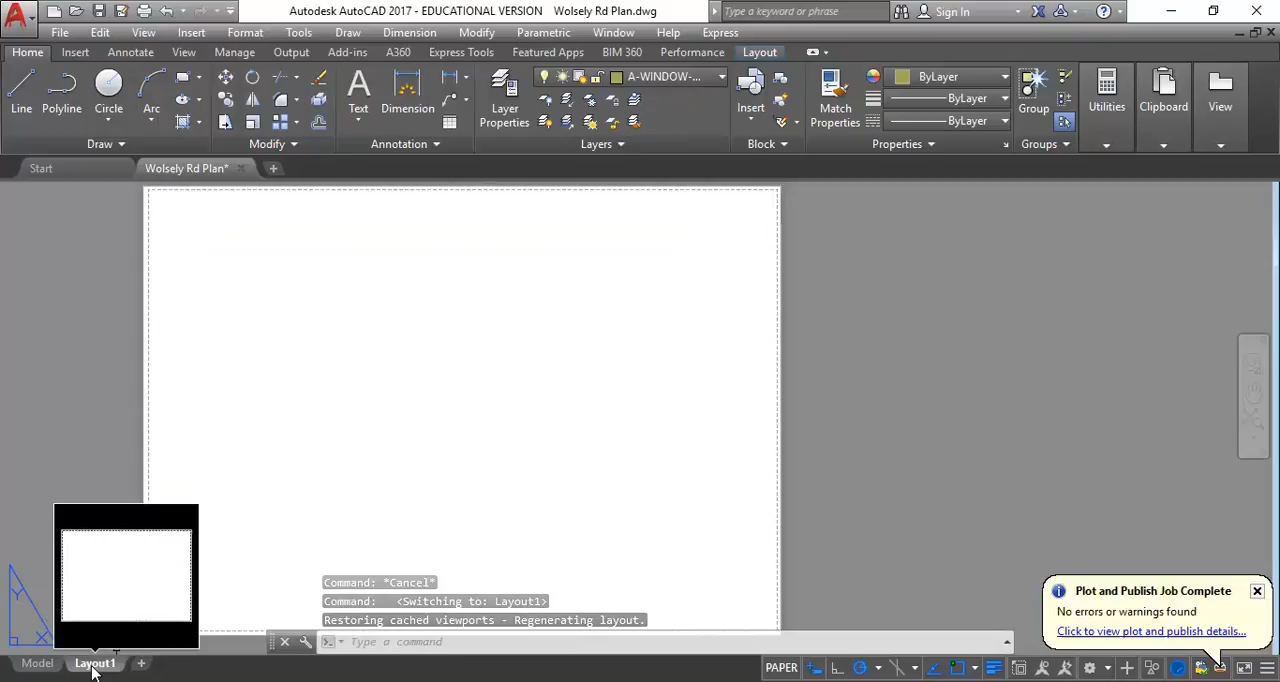 Autodesk AutoCAD 2017 - EDUCATIONAL VERSION Wolsely Rd Plan.dwg
Type a keyword or phrase
Sign In
File Edit View Insert Format Tools Draw Dimension Modify Parametric Window Help Express
Home Insert Annotate View Manage Output Add-ins A360 Express Tools Featured Apps BIM 360 Performance Layout
Line Polyline Circle Arc
Text Dimension
Layer Properties
A-WINDOW-...
Insert
Match Properties
ByLayer
ByLayer
ByLayer
Group
Utilities
Clipboard
View
Draw Modify Annotation Layers Block Properties Groups
Start Wolsely Rd Plan*
Command: *Cancel*
Command: <Switching to: Layout1>
Restoring cached viewports - Regenerating layout.
Type a command
Plot and Publish Job Complete
No errors or warnings found
Click to view plot and publish details...
Y
X
Model Layout1
PAPER